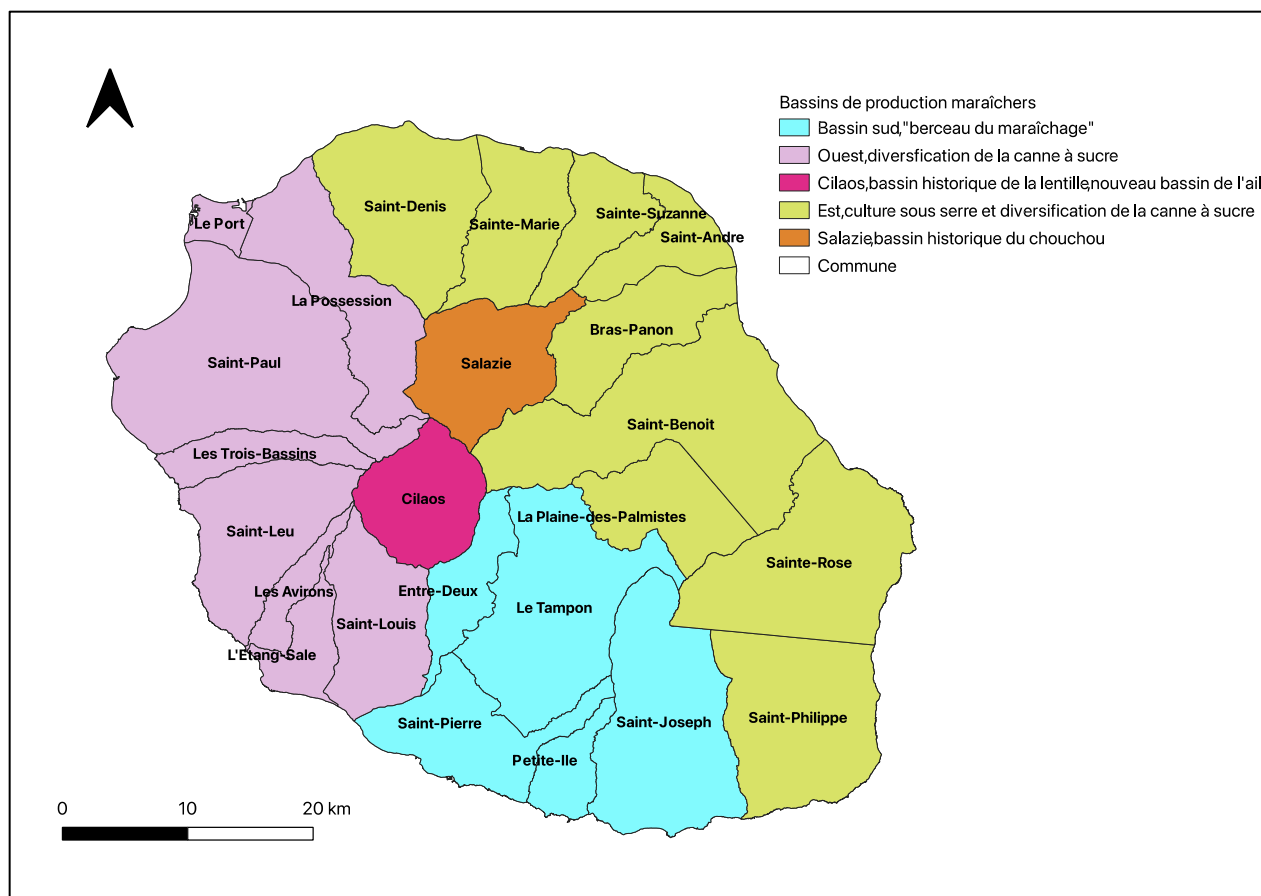 Bassins de production maraîchers
Bassin sud,"berceau du maraîchage"
Ouest,diversfication de la canne à sucre
Cilaos,bassin historique de la lentille,nouveau bassin de l'ail
Est,culture sous serre et diversification de la canne à sucre
Salazie,bassin historique du chouchou
Commune
Saint-Denis
Sainte-Marie
Sainte-Suzanne
Saint-Andre
Le Port
La Possession
Bras-Panon
Saint-Paul
Salazie
Saint-Benoit
Les Trois-Bassins
Cilaos
La Plaine-des-Palmistes
Saint-Leu
Sainte-Rose
Les Avirons
Entre-Deux
Le Tampon
Saint-Louis
L'Etang-Sale
Saint-Pierre
Saint-Joseph
Saint-Philippe
Petite-Ile
0 10 20 km